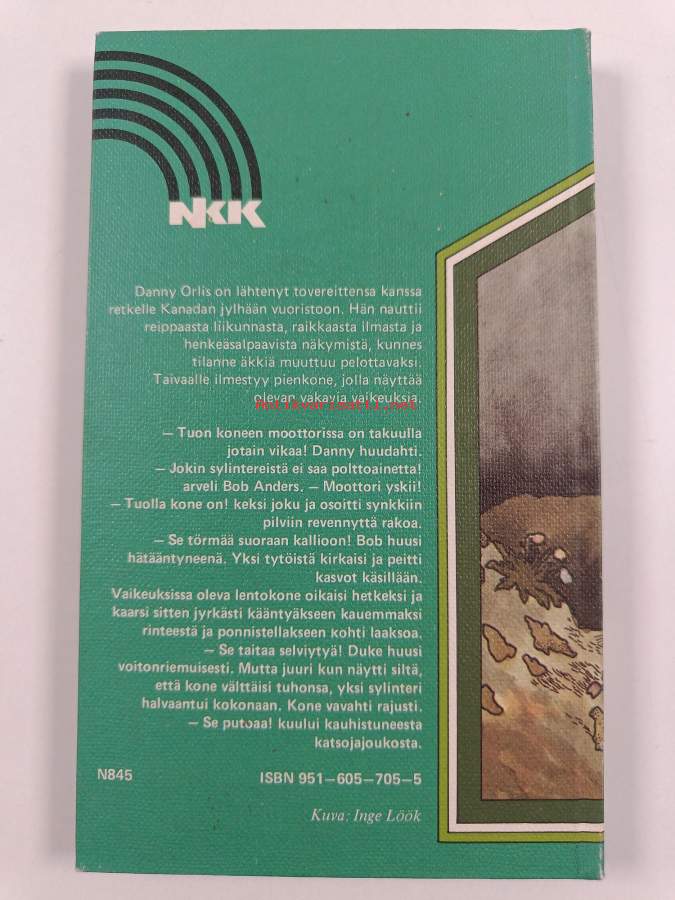 NKK
Danny Orlis on lähtenyt tovereittensa kanssa
retkelle Kanadan jylhään vuoristoon. Hän nauttii
reippaasta liikunnasta, raikkaasta ilmasta ja
henkeäsalpaavista näkymistä, kunnes
tilanne äkkiä muuttuu pelottavaksi.
Taivaalle ilmestyy pienkone, jolla näyttää
olevan vakavia vaikeuksia.
Antikvariaatti.net
— Tuon koneen moottorissa on takuulla
jotain vikaa! Danny huudahti.
— Jokin sylintereistä ei saa polttoainetta!
arveli Bob Anders. — Moottori yskii!
— Tuolla kone on! keksi joku ja osoitti synkkiin
pilviin revennyttä rakoa.
— Se törmää suoraan kallioon! Bob huusi
hätääntyneenä. Yksi tytöistä kirkaisi ja peitti
kasvot käsillään.
Vaikeuksissa oleva lentokone oikaisi hetkeksi ja
kaarsi sitten jyrkästi kääntyäkseen kauemmaksi
rinteestä ja ponnistellakseen kohti laaksoa.
— Se taitaa selviytyä! Duke huusi
voitonriemuisesti. Mutta juuri kun näytti siltä,
että kone välttäisi tuhonsa, yksi sylinteri
halvaantui kokonaan. Kone vavahti rajusti.
— Se putoaa! kuului kauhistuneesta
katsojajoukosta.
N845 ISBN 951—605—705—5
Kuva: Inge Löök